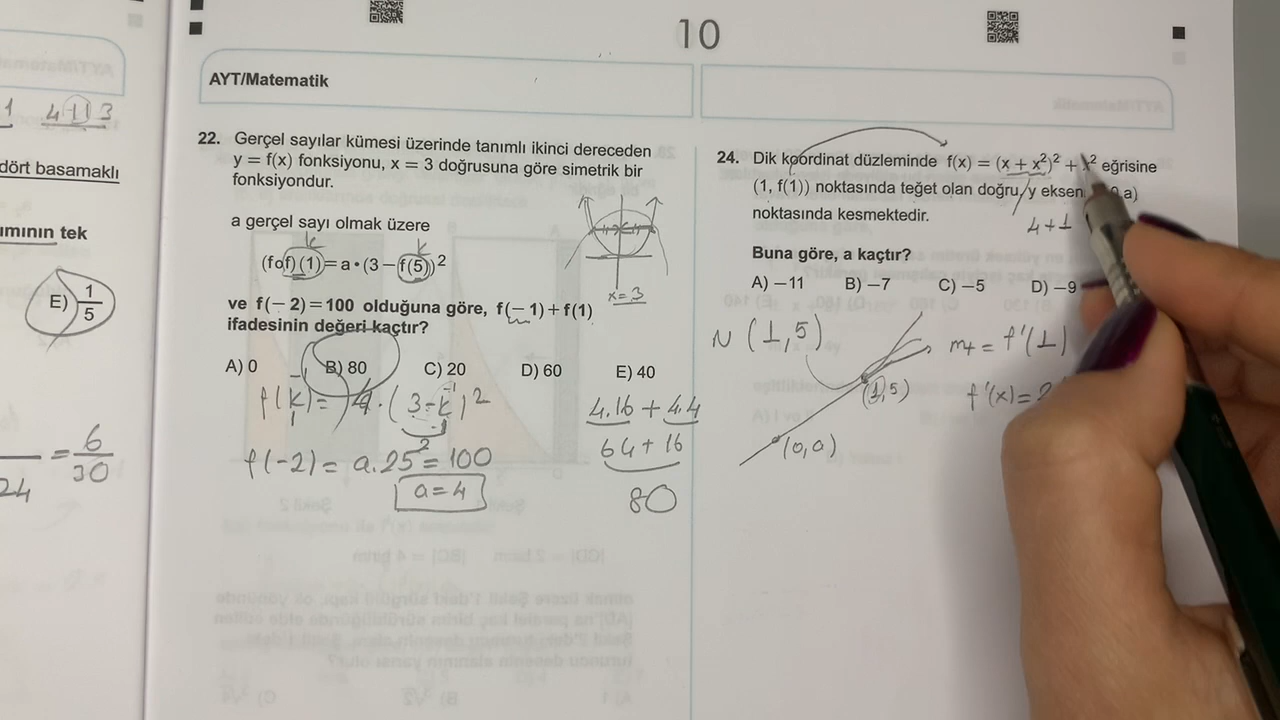 10
AYT/Matematik
1 4113
dört basamaklı
ımının tek
E) 1/5
24 = 6/30
22. Gerçel sayılar kümesi üzerinde tanımlı ikinci dereceden
y = f(x) fonksiyonu, x = 3 doğrusuna göre simetrik bir
fonksiyondur.
a gerçel sayı olmak üzere
k k
(fof)(1)=a·(3–f(5))2
x=3
ve f(–2)=100 olduğuna göre, f(–1)+f(1)
ifadesinin değeri kaçtır?
A) 0 B) 80 C) 20 D) 60 E) 40
4.16 + 4.4
f(-2) = a.25 = 100
64 + 16
a=4
80
24. Dik koordinat düzleminde f(x) = (x + x²)² + x² eğrisine
(1, f(1)) noktasında teğet olan doğru, y eksen a)
noktasında kesmektedir.
4+1
Buna göre, a kaçtır?
A) –11 B) –7 C) –5 D) –9
N (1,5)
mt = f'(1)
(1,5)
f'(x)=2
(0,a)